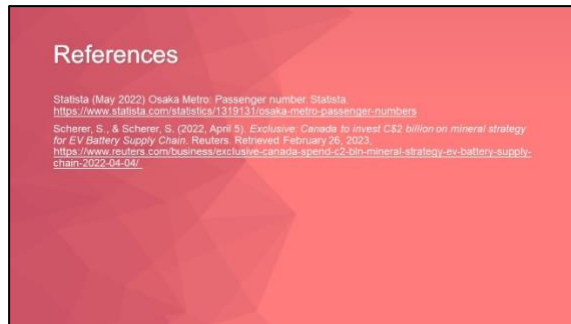 References
Statista (May 2022) Osaka Metro: Passenger number. Statista.
https://www.statista.com/statistics/1319131/osaka-metro-passenger-numbers
Scherer, S., & Scherer, S. (2022, April 5). Exclusive: Canada to invest C$2 billion on mineral strategy
for EV Battery Supply Chain. Reuters. Retrieved February 26, 2023,
https://www.reuters.com/business/exclusive-canada-spend-c2-bln-mineral-strategy-ev-battery-supply-
chain-2022-04-04/